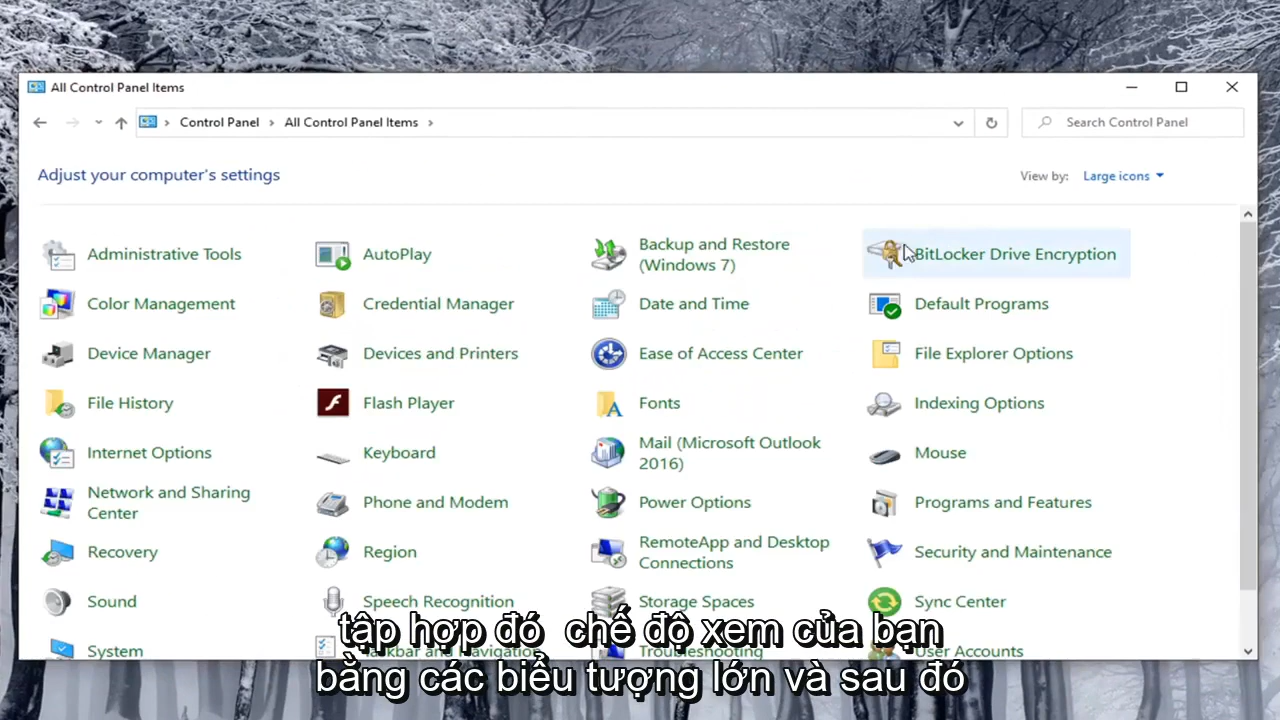 All Control Panel Items
Control Panel > All Control Panel Items >
Search Control Panel
Adjust your computer's settings
View by: Large icons
Administrative Tools
AutoPlay
Backup and Restore
(Windows 7)
BitLocker Drive Encryption
Color Management
Credential Manager
Date and Time
Default Programs
Device Manager
Devices and Printers
Ease of Access Center
File Explorer Options
File History
Flash Player
Fonts
Indexing Options
Internet Options
Keyboard
Mail (Microsoft Outlook
2016)
Mouse
Network and Sharing
Center
Phone and Modem
Power Options
Programs and Features
Recovery
Region
RemoteApp and Desktop
Connections
Security and Maintenance
Sound
Speech Recognition
Storage Spaces
Sync Center
System
Taskbar and Navigation
Troubleshooting
User Accounts
tập hợp đó chế độ xem của bạn
bằng các biểu tượng lớn và sau đó